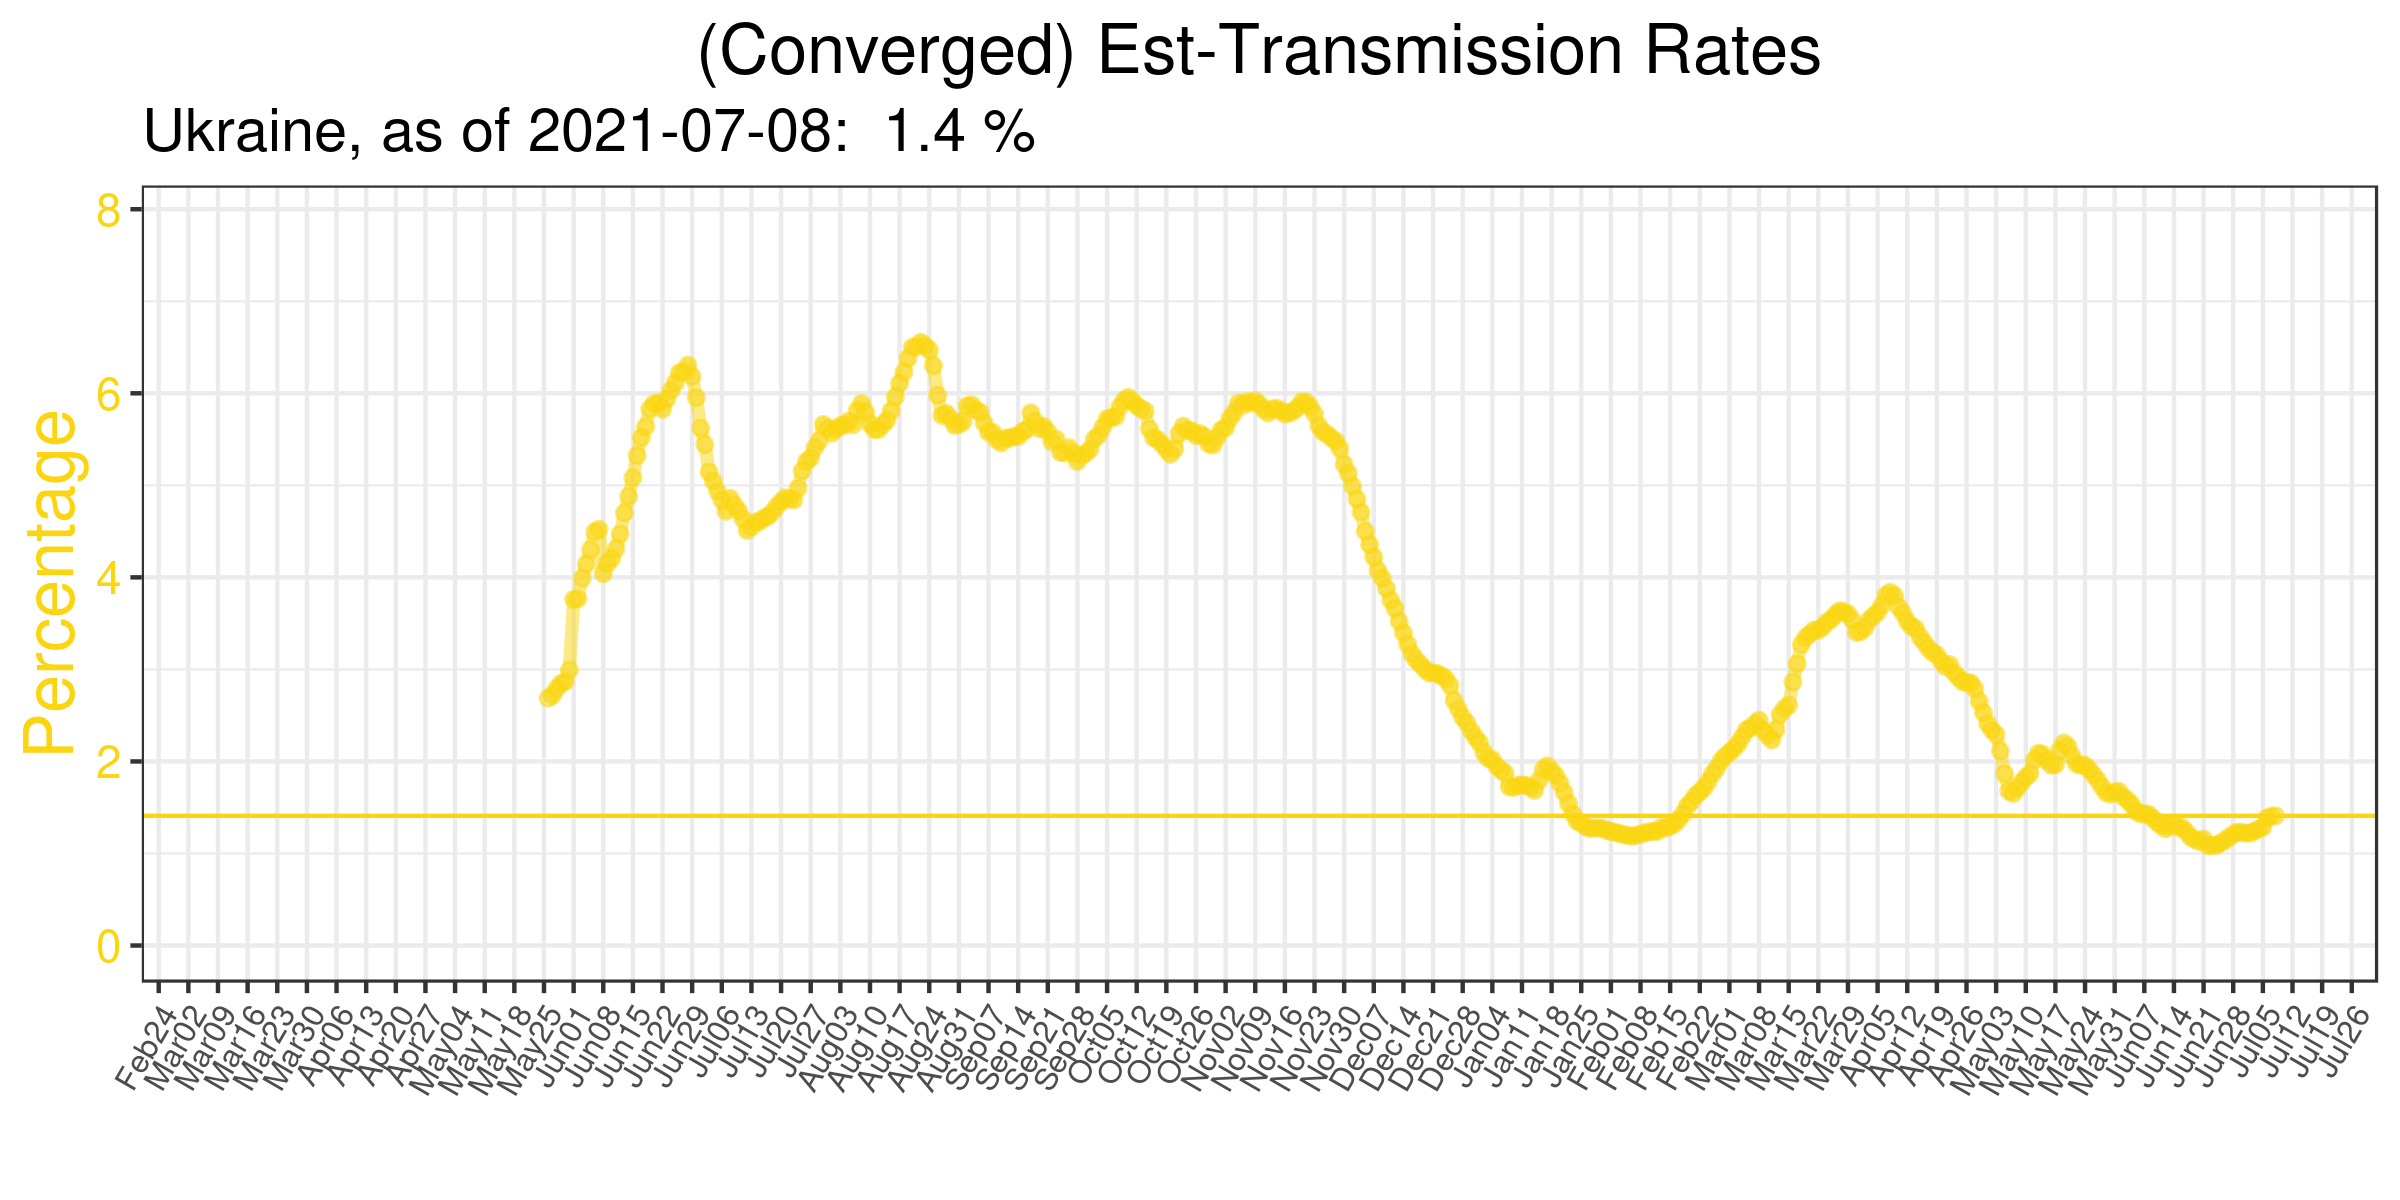 (Converged) Est-Transmission Rates
Ukraine, as of 2021-07-08:  1.4 %
Percentage
8
6
4
2
0
Feb24
Mar02
Mar09
Mar16
Mar23
Mar30
Apr06
Apr13
Apr20
Apr27
May04
May11
May18
May25
Jun01
Jun08
Jun15
Jun22
Jun29
Jul06
Jul13
Jul20
Jul27
Aug03
Aug10
Aug17
Aug24
Aug31
Sep07
Sep14
Sep21
Sep28
Oct05
Oct12
Oct19
Oct26
Nov02
Nov09
Nov16
Nov23
Nov30
Dec07
Dec14
Dec21
Dec28
Jan04
Jan11
Jan18
Jan25
Feb01
Feb08
Feb15
Feb22
Mar01
Mar08
Mar15
Mar22
Mar29
Apr05
Apr12
Apr19
Apr26
May03
May10
May17
May24
May31
Jun07
Jun14
Jun21
Jun28
Jul05
Jul12
Jul19
Jul26